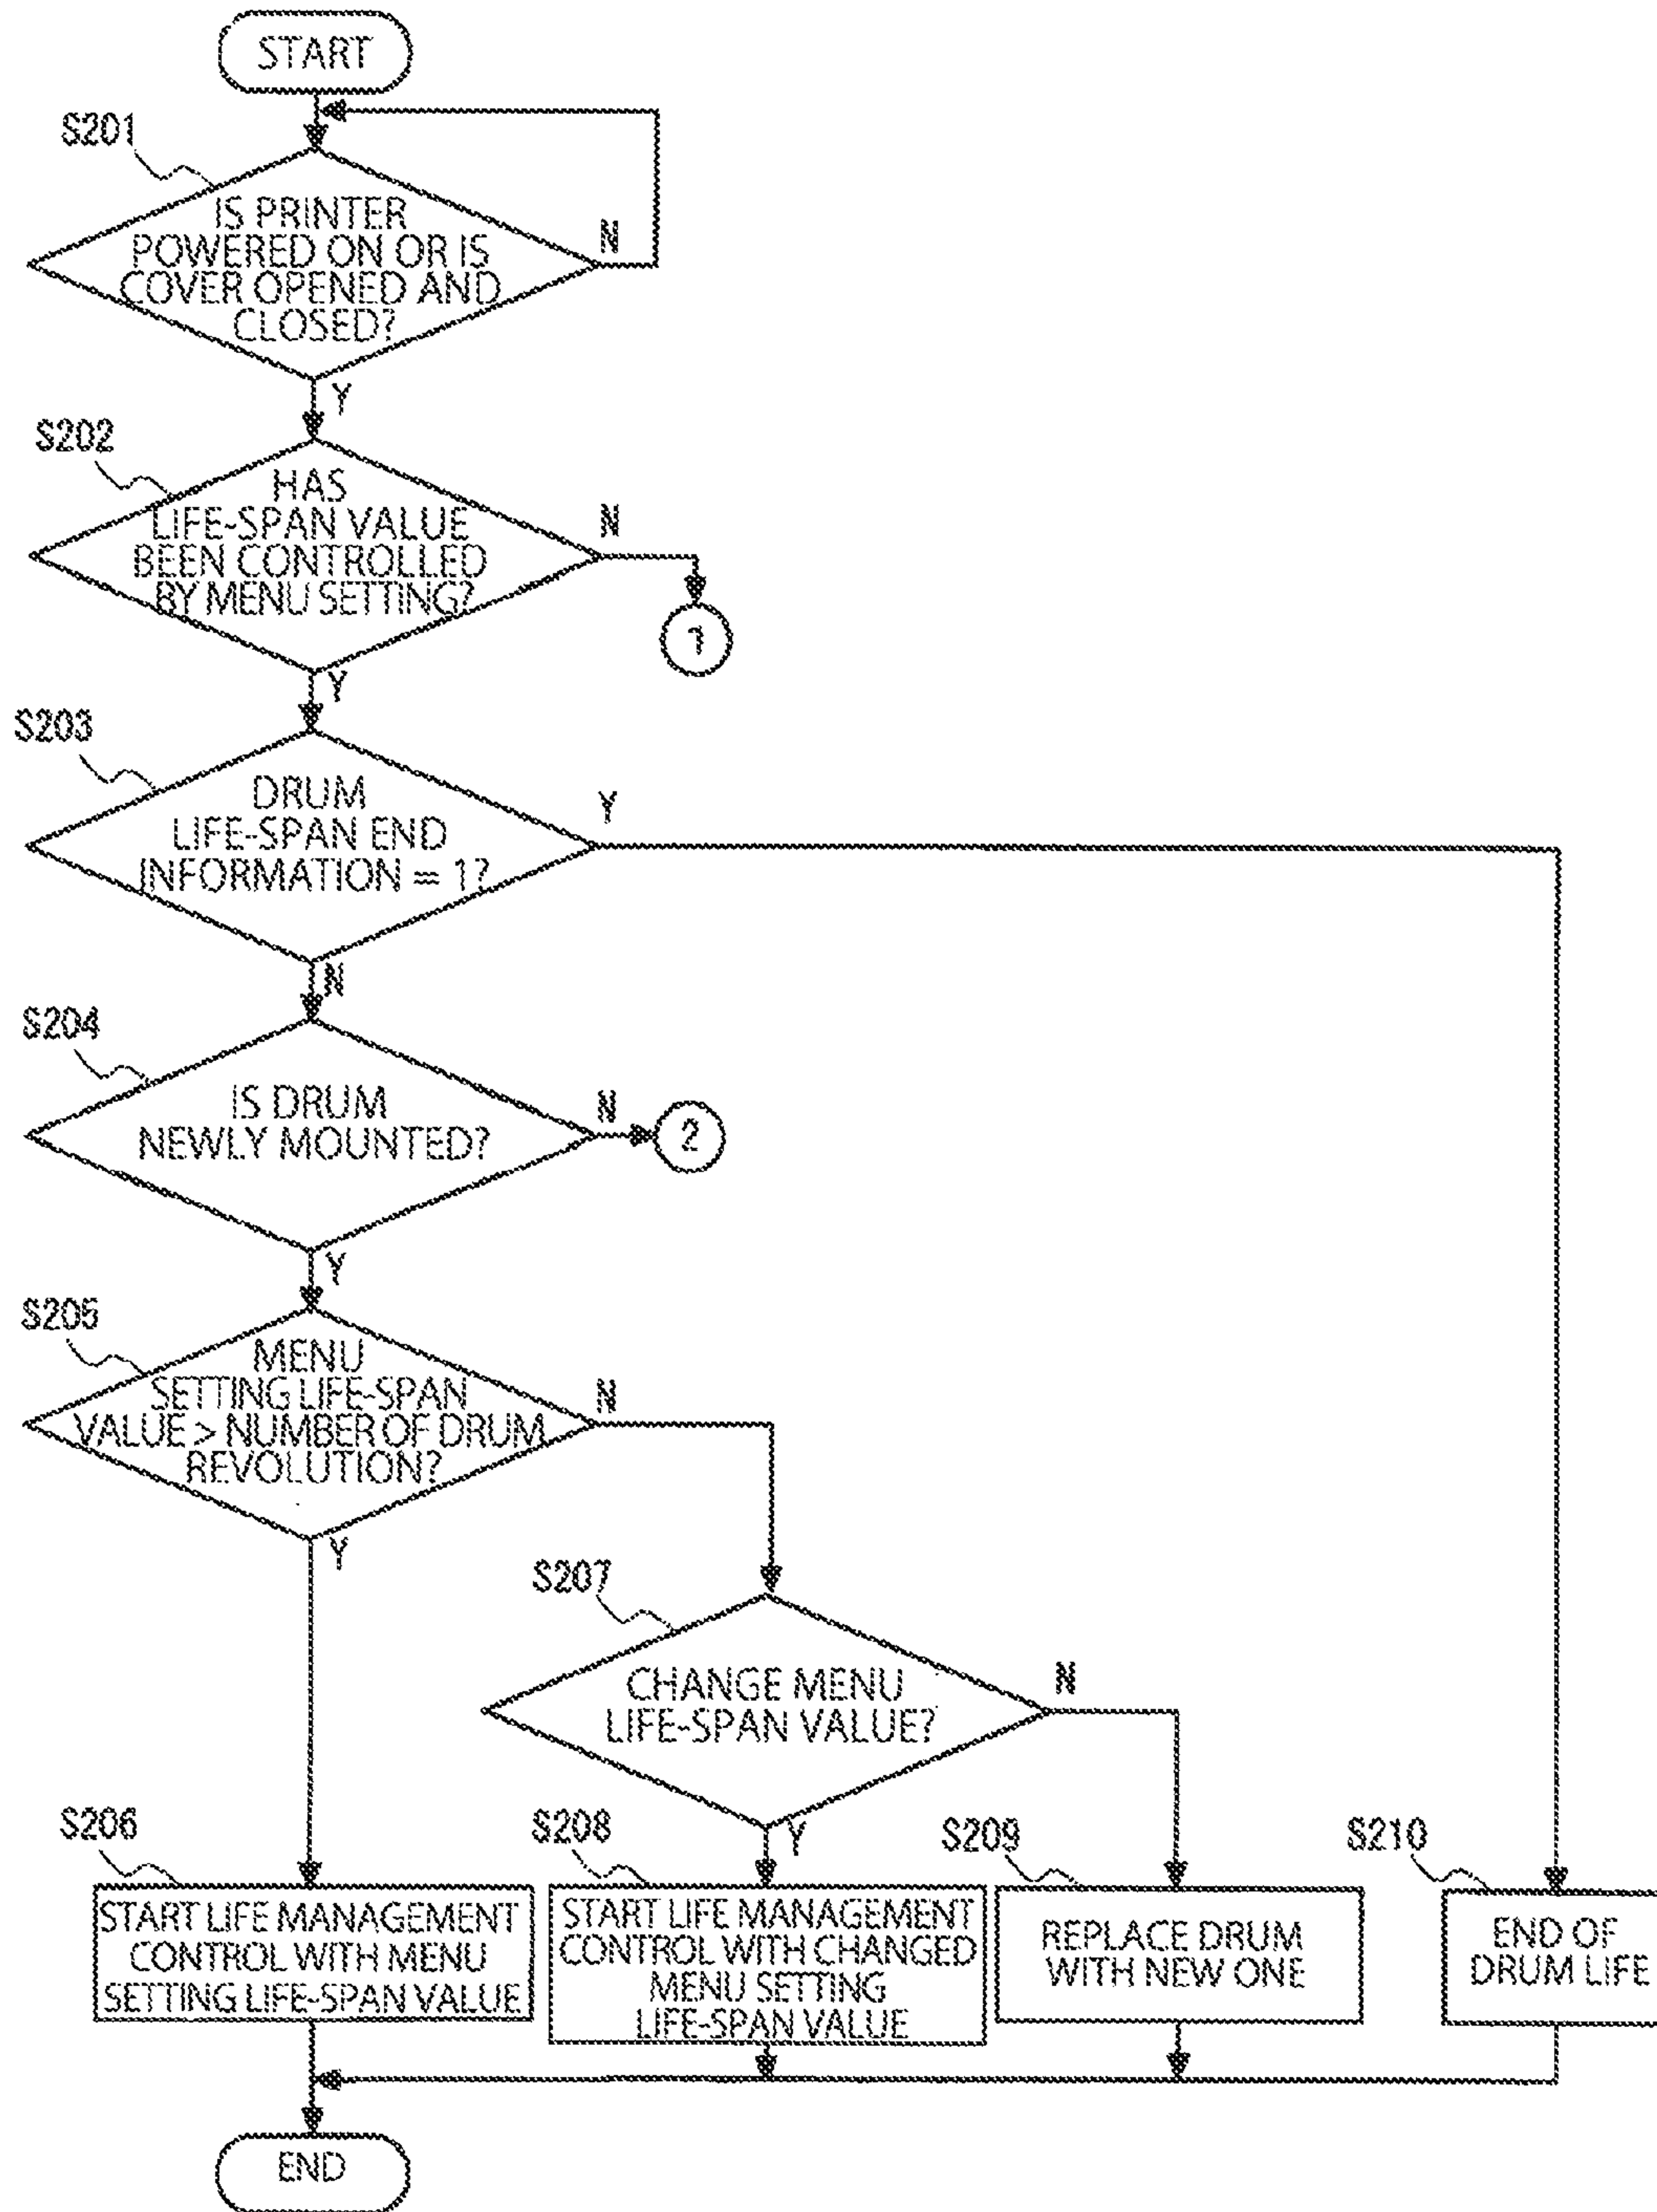 START
S201
IS PRINTER
POWERED ON OR IS
COVER OPENED AND
CLOSED?
N
Y
S202
HAS
LIFE-SPAN VALUE
BEEN CONTROLLED
BY MENU SETTING?
N
1
Y
S203
DRUM
LIFE-SPAN END
INFORMATION = 1?
Y
N
S204
IS DRUM
NEWLY MOUNTED?
N
2
Y
S205
MENU
SETTING LIFE-SPAN
VALUE > NUMBER OF DRUM
REVOLUTION?
N
Y
S207
CHANGE MENU
LIFE-SPAN VALUE?
N
Y
S206
START LIFE MANAGEMENT
CONTROL WITH MENU
SETTING LIFE-SPAN VALUE
S208
START LIFE MANAGEMENT
CONTROL WITH CHANGED
MENU SETTING
LIFE-SPAN VALUE
S209
REPLACE DRUM
WITH NEW ONE
S210
END OF
DRUM LIFE
END